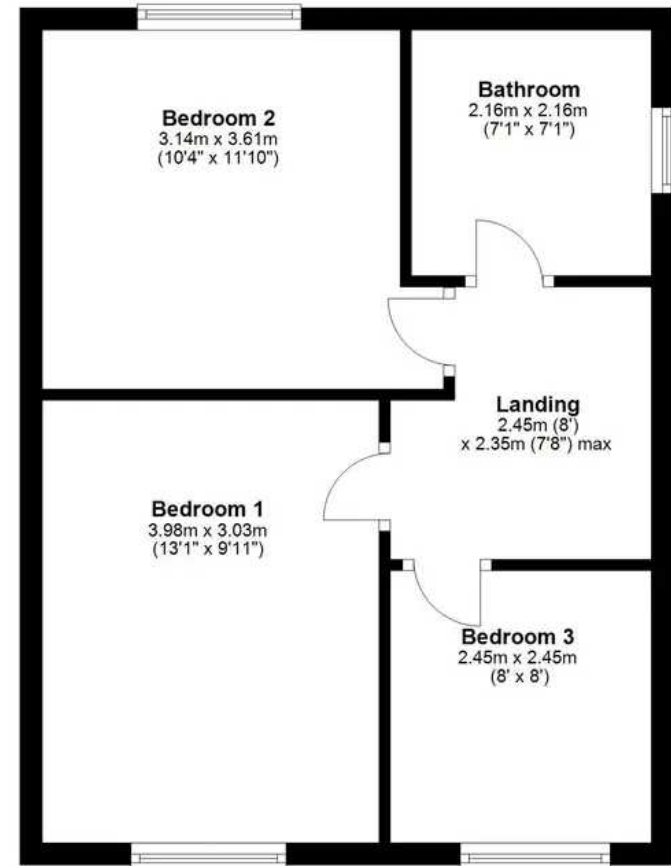 Bedroom 2
3.14m x 3.61m
(10'4" x 11'10")
Bathroom
2.16m x 2.16m
(7'1" x 7'1")
Landing
2.45m (8')
x 2.35m (7'8") max
Bedroom 1
3.98m x 3.03m
(13'1" x 9'11")
Bedroom 3
2.45m x 2.45m
(8' x 8')